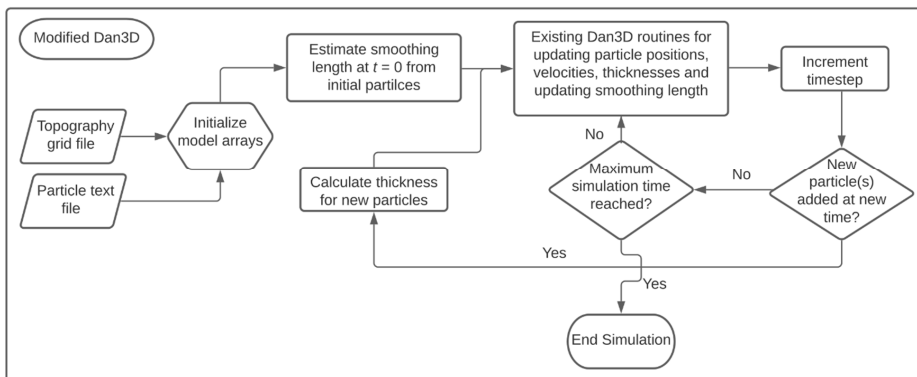 Modified Dan3D
Topography
grid file
Particle text
file
Initialize
model arrays
Estimate smoothing
length at t = 0 from
initial partilces
Calculate thickness
for new particles
Existing Dan3D routines for
updating particle positions,
velocities, thicknesses and
updating smoothing length
Increment
timestep
New
particle(s)
added at new
time?
No
Maximum
simulation time
reached?
No
Yes
Yes
End Simulation